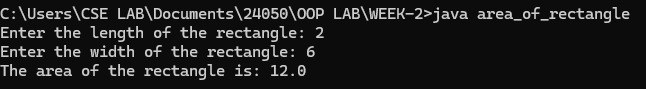 C:\Users\CSE LAB\Documents\24050\OOP LAB\WEEK-2>java area_of_rectangle
Enter the length of the rectangle: 2
Enter the width of the rectangle: 6
The area of the rectangle is: 12.0